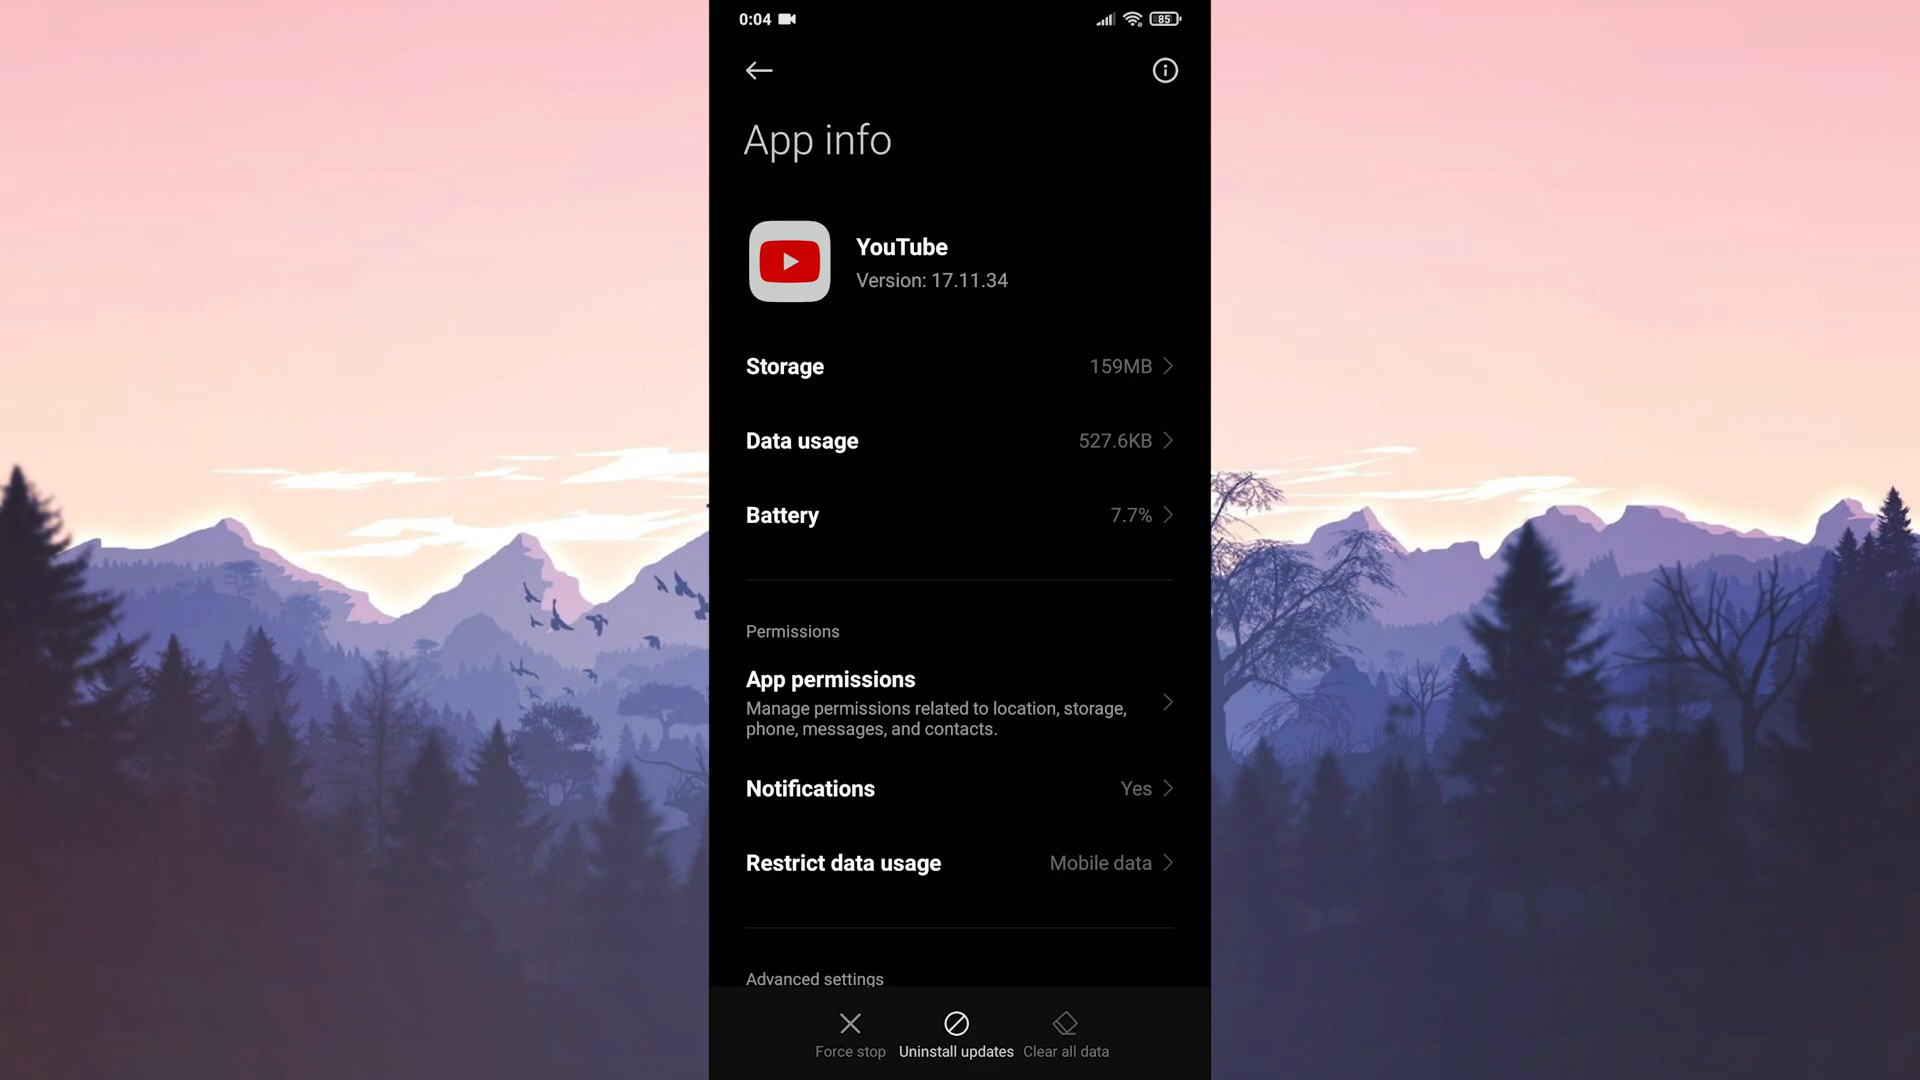 0:04
85
App info
YouTube
Version: 17.11.34
Storage 159MB
Data usage 527.6KB
Battery 7.7%
Permissions
App permissions
Manage permissions related to location, storage,
phone, messages, and contacts.
Notifications Yes
Restrict data usage Mobile data
Advanced settings
Force stop Uninstall updates Clear all data